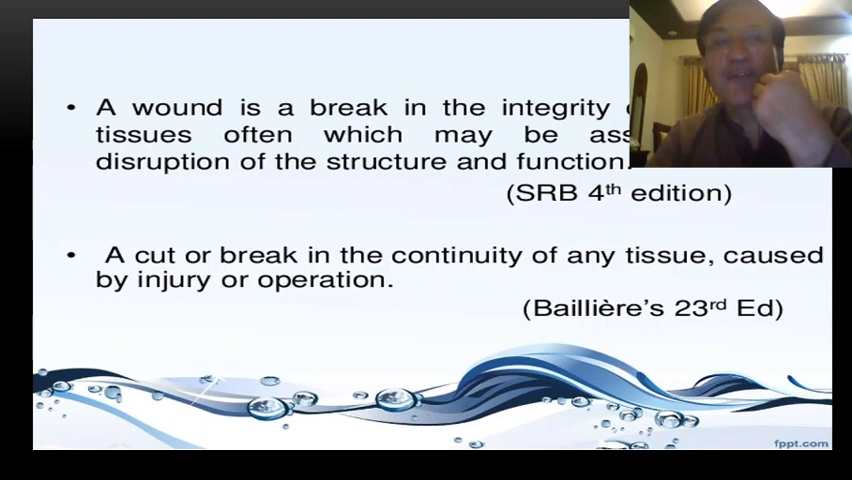 • A wound is a break in the integrity
tissues often which may be
disruption of the structure and function.
(SRB 4th edition)
• A cut or break in the continuity of any tissue, caused
by injury or operation.
(Baillière's 23rd Ed)
fppt.com